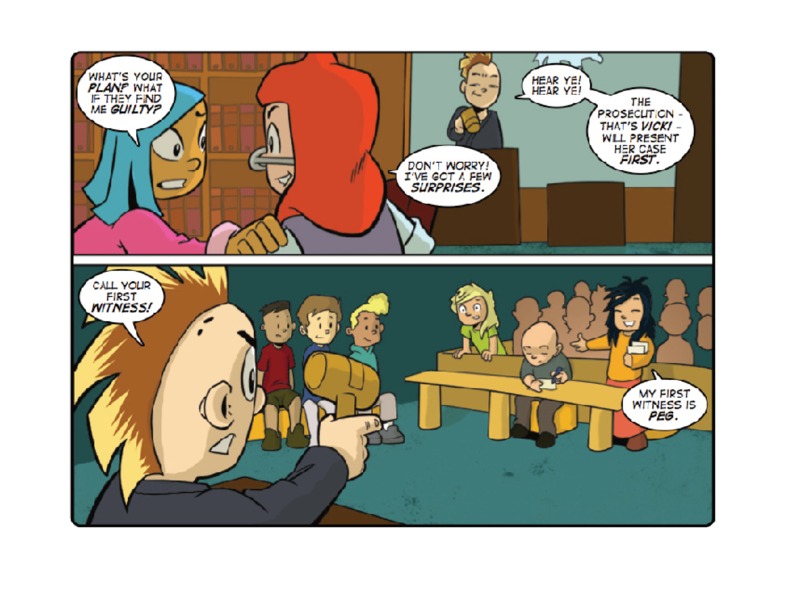 WHAT'S YOUR
PLAN? WHAT
IF THEY FIND
ME GUILTY?
DON'T WORRY!
I'VE GOT A FEW
SURPRISES.
HEAR YE!
HEAR YE!
THE
PROSECUTION -
THAT'S VICKI -
WILL PRESENT
HER CASE
FIRST.
CALL YOUR
FIRST
WITNESS!
MY FIRST
WITNESS IS
PEG.